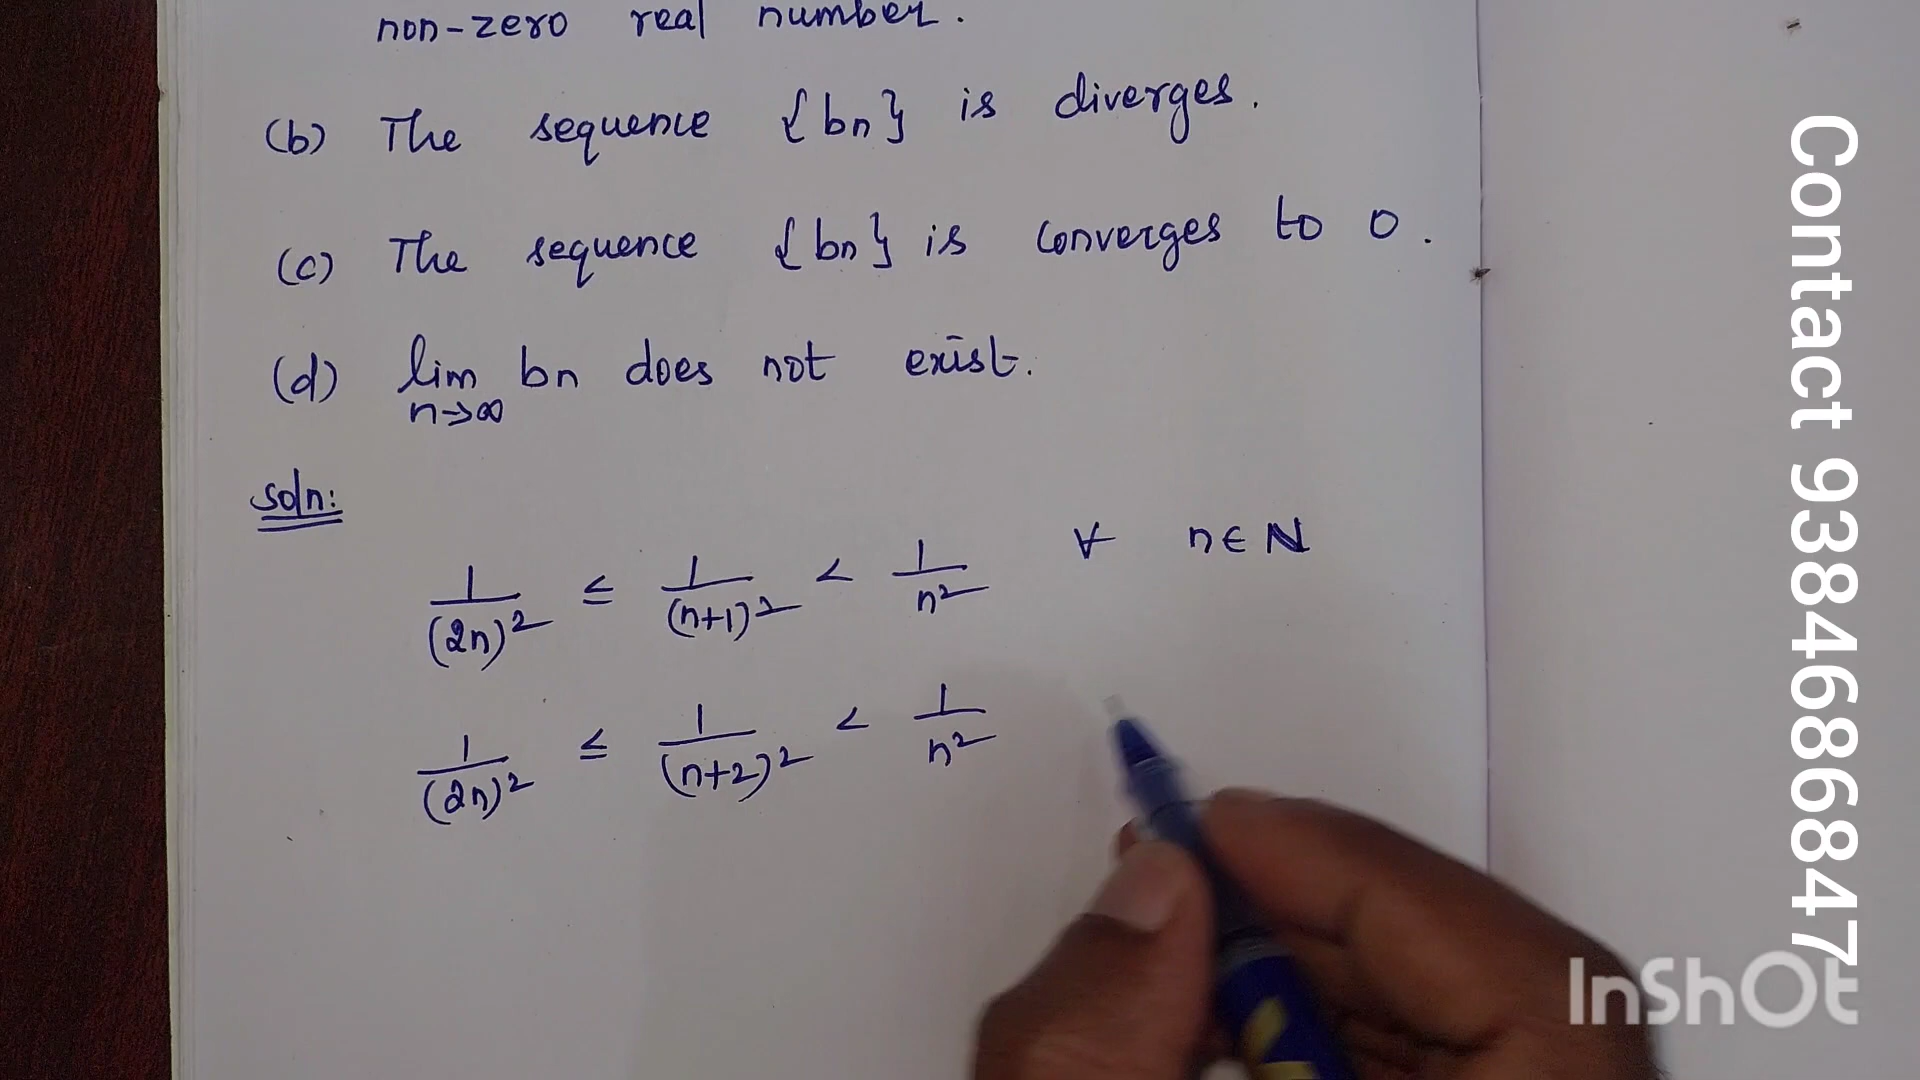 non-zero real number.
(b) The sequence {bn} is diverges.
(c) The sequence {bn} is converges to 0.
(d) lim bn does not exist.
n→∞
Soln:
1/(2n)² ≤ 1/(n+1)² < 1/n² ∀ n∈ℕ
1/(2n)² ≤ 1/(n+2)² < 1/n²
Contact 9384686847
InShOt